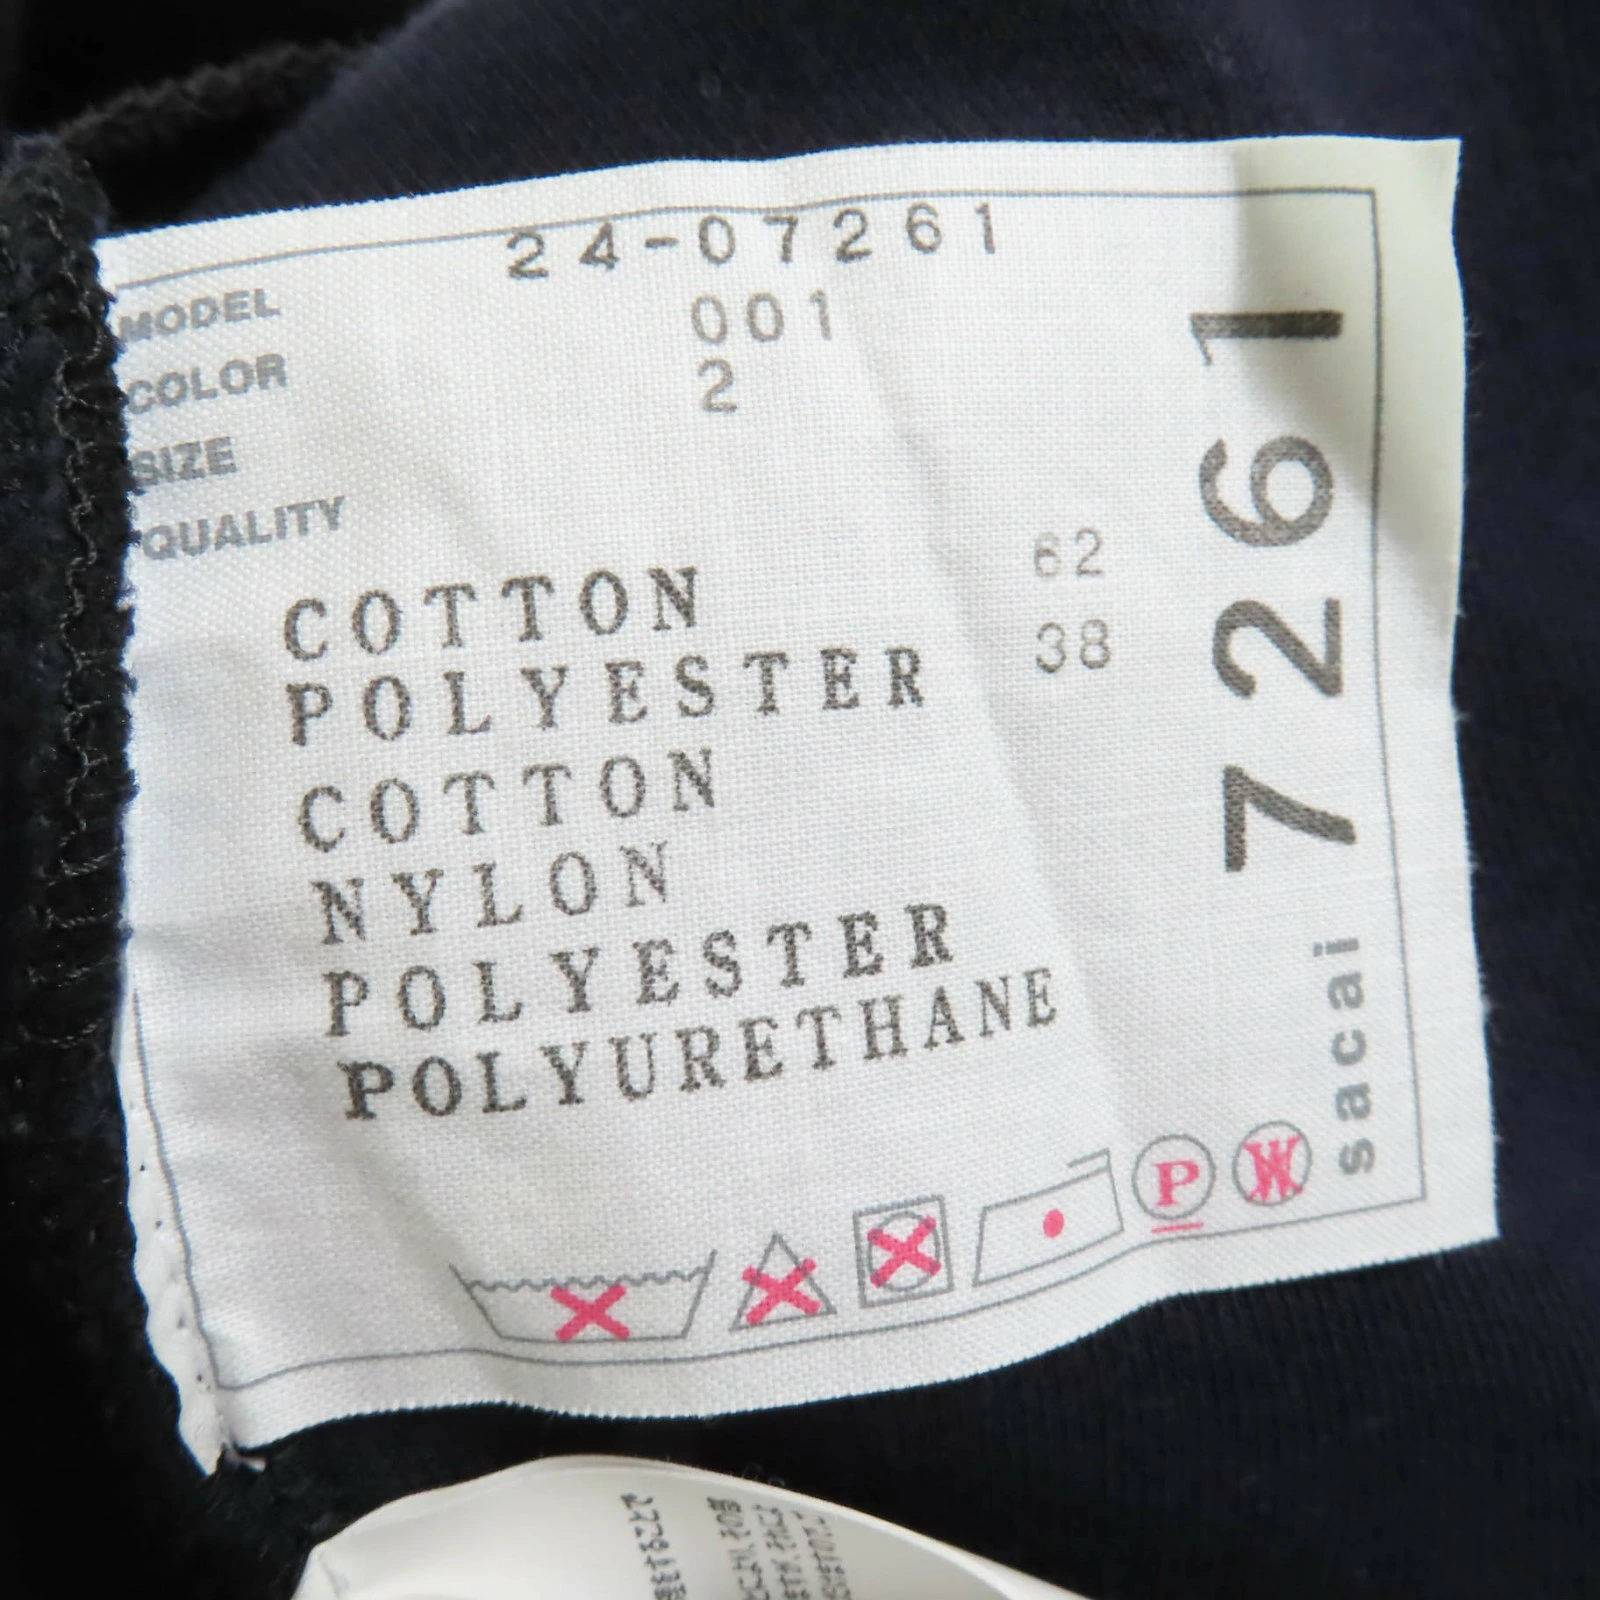 24-07261
MODEL
001
COLOR
2
SIZE
QUALITY
COTTON 62
POLYESTER 38
COTTON
NYLON
POLYESTER
POLYURETHANE
7261
sacai
P
W